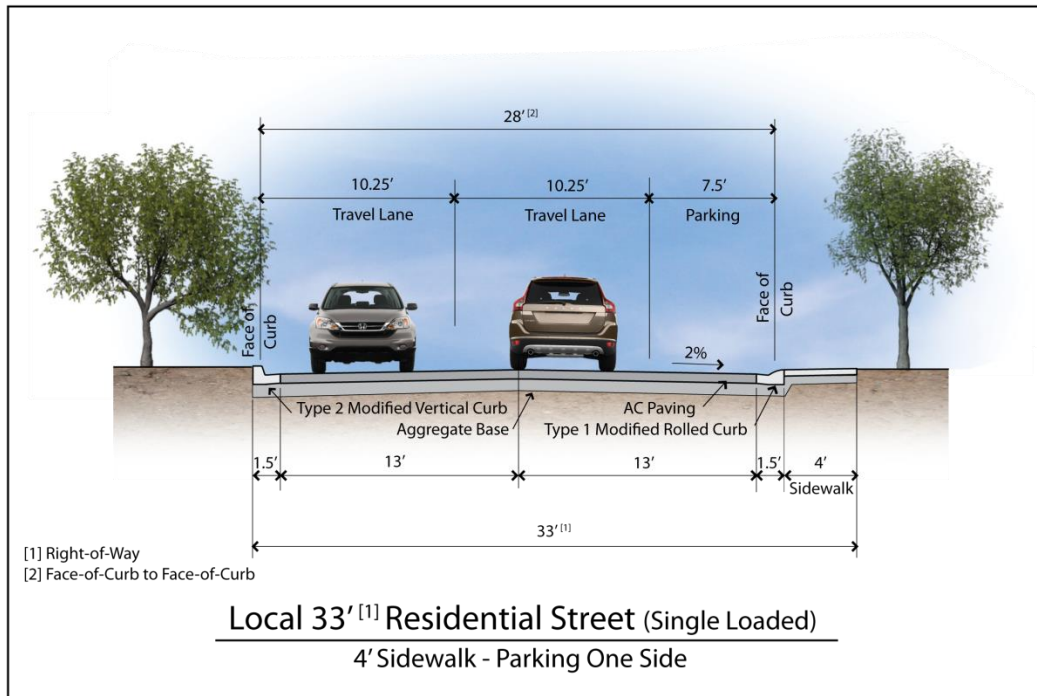 28' [2]
10.25'
10.25'
7.5'
Travel Lane
Travel Lane
Parking
Face of
Curb
Face of
Curb
2%
Type 2 Modified Vertical Curb
AC Paving
Aggregate Base
Type 1 Modified Rolled Curb
1.5'
13'
13'
1.5'
4'
Sidewalk
33' [1]
[1] Right-of-Way
[2] Face-of-Curb to Face-of-Curb
Local 33' [1] Residential Street (Single Loaded)
4' Sidewalk - Parking One Side